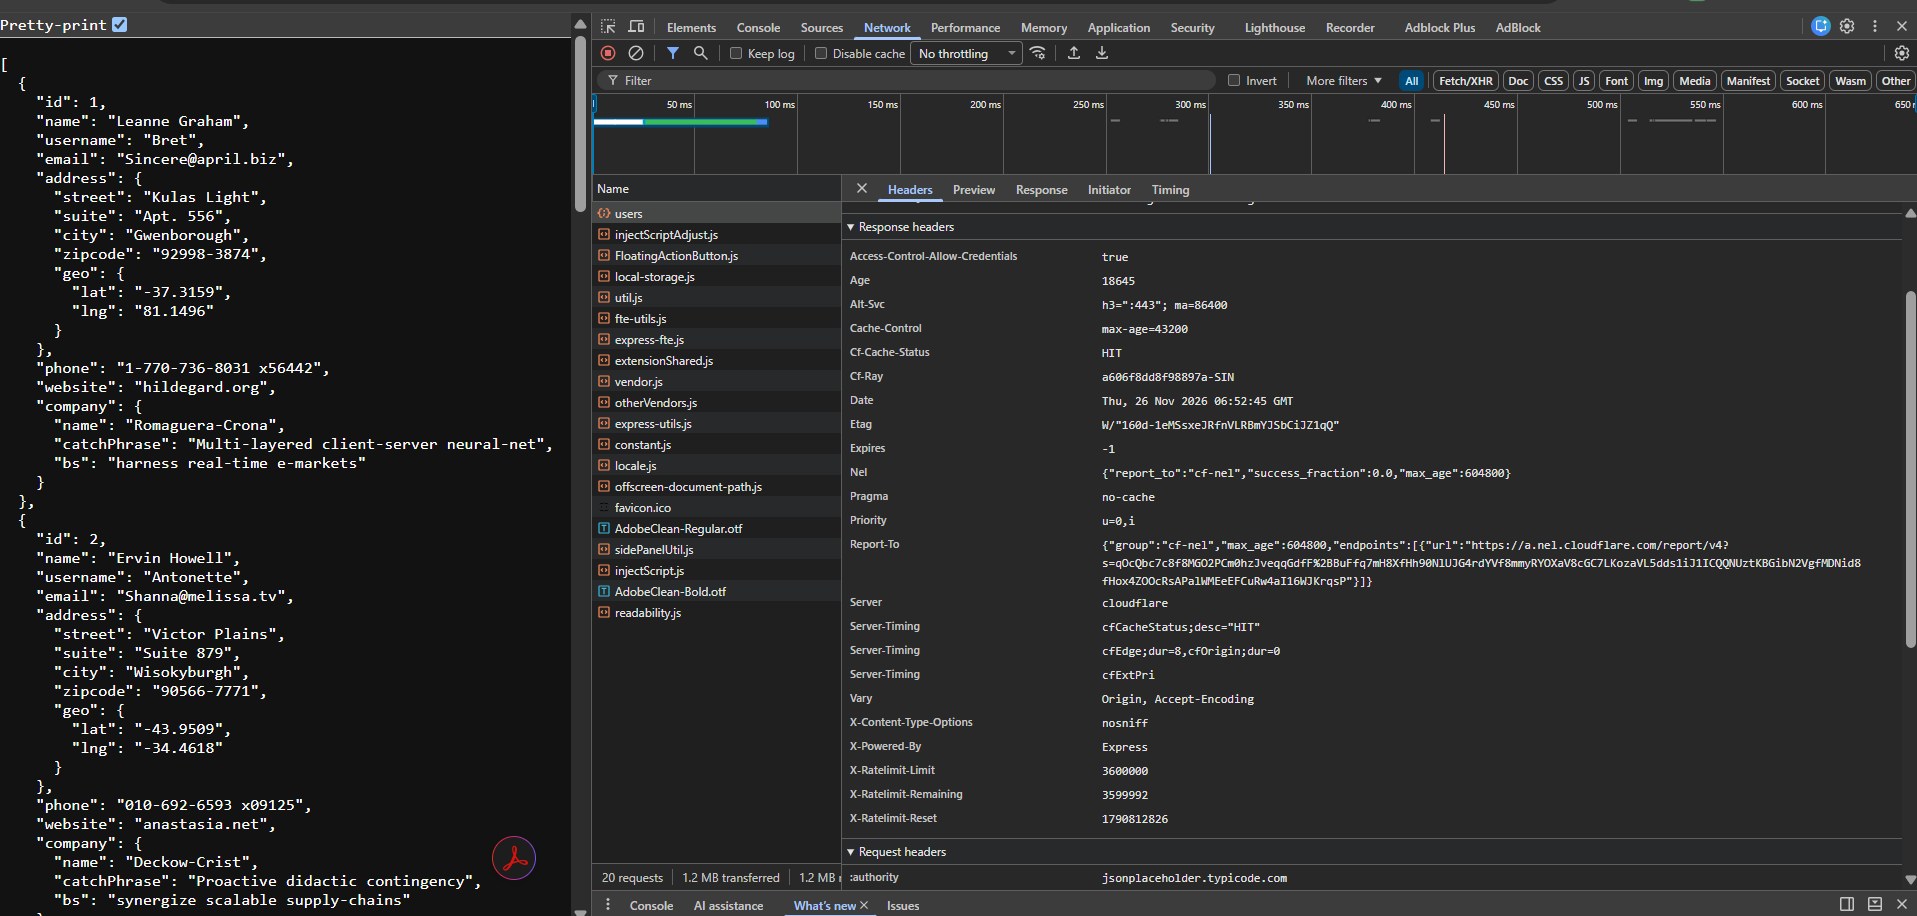 Pretty-print
[
  {
    "id": 1,
    "name": "Leanne Graham",
    "username": "Bret",
    "email": "Sincere@april.biz",
    "address": {
      "street": "Kulas Light",
      "suite": "Apt. 556",
      "city": "Gwenborough",
      "zipcode": "92998-3874",
      "geo": {
        "lat": "-37.3159",
        "lng": "81.1496"
      }
    },
    "phone": "1-770-736-8031 x56442",
    "website": "hildegard.org",
    "company": {
      "name": "Romaguera-Crona",
      "catchPhrase": "Multi-layered client-server neural-net",
      "bs": "harness real-time e-markets"
    }
  },
  {
    "id": 2,
    "name": "Ervin Howell",
    "username": "Antonette",
    "email": "Shanna@melissa.tv",
    "address": {
      "street": "Victor Plains",
      "suite": "Suite 879",
      "city": "Wisokyburgh",
      "zipcode": "90566-7771",
      "geo": {
        "lat": "-43.9509",
        "lng": "-34.4618"
      }
    },
    "phone": "010-692-6593 x09125",
    "website": "anastasia.net",
    "company": {
      "name": "Deckow-Crist",
      "catchPhrase": "Proactive didactic contingency",
      "bs": "synergize scalable supply-chains"
Elements Console Sources Network Performance Memory Application Security Lighthouse Recorder Adblock Plus AdBlock
Keep log Disable cache No throttling
Filter Invert More filters All Fetch/XHR Doc CSS JS Font Img Media Manifest Socket Wasm Other
50 ms 100 ms 150 ms 200 ms 250 ms 300 ms 350 ms 400 ms 450 ms 500 ms 550 ms 600 ms 650
Name
users
injectScriptAdjust.js
FloatingActionButton.js
local-storage.js
util.js
fte-utils.js
express-fte.js
extensionShared.js
vendor.js
otherVendors.js
express-utils.js
constant.js
locale.js
offscreen-document-path.js
favicon.ico
AdobeClean-Regular.otf
sidePanelUtil.js
injectScript.js
AdobeClean-Bold.otf
readability.js
20 requests 1.2 MB transferred 1.2 MB
Headers Preview Response Initiator Timing
Response headers
Access-Control-Allow-Credentials true
Age 18645
Alt-Svc h3=":443"; ma=86400
Cache-Control max-age=43200
Cf-Cache-Status HIT
Cf-Ray a606f8dd8f98897a-SIN
Date Thu, 26 Nov 2026 06:52:45 GMT
Etag W/"160d-1eMSsxeJRfnVLRBmYJSbCiJZ1qQ"
Expires -1
Nel {"report_to":"cf-nel","success_fraction":0.0,"max_age":604800}
Pragma no-cache
Priority u=0,i
Report-To {"group":"cf-nel","max_age":604800,"endpoints":[{"url":"https://a.nel.cloudflare.com/report/v4?
s=qOcQbc7c8f8MGO2PCm0hzJveqqGdfF%2BBuFfq7mH8XfHh90NlUJG4rdYVf8mmyRYOXaV8cGC7LKozaVL5dds1iJ1ICQQNUztKBGibN2VgfMDNid8
fHox4ZOOcRsAPalWMEeEFCuRw4aI16WJKrqsP"}]}
Server cloudflare
Server-Timing cfCacheStatus;desc="HIT"
Server-Timing cfEdge;dur=8,cfOrigin;dur=0
Server-Timing cfExtPri
Vary Origin, Accept-Encoding
X-Content-Type-Options nosniff
X-Powered-By Express
X-Ratelimit-Limit 3600000
X-Ratelimit-Remaining 3599992
X-Ratelimit-Reset 1790812826
Request headers
:authority jsonplaceholder.typicode.com
Console AI assistance What's new Issues